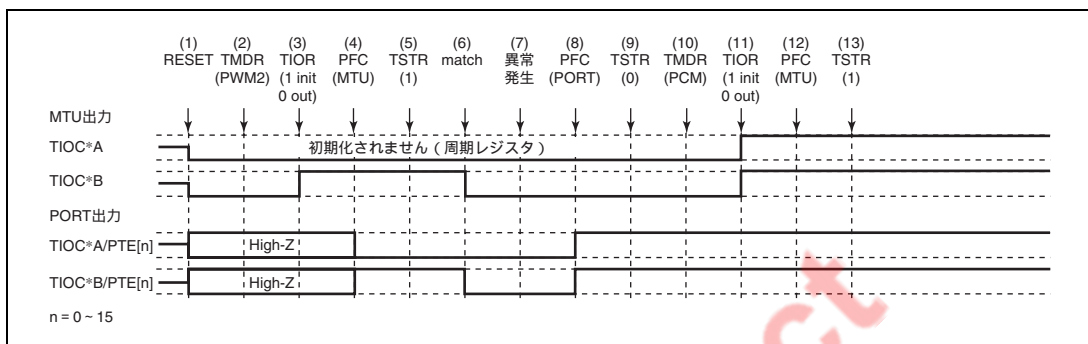 (1) (2) (3) (4) (5) (6) (7) (8) (9) (10) (11) (12) (13)
RESET TMDR TIOR PFC TSTR match 異常 PFC TSTR TMDR TIOR PFC TSTR
(PWM2) (1 init (MTU) (1) 発生 (PORT) (0) (PCM) (1 init (MTU) (1)
0 out) 0 out)
MTU出力
TIOC*A 初期化されません（周期レジスタ）
TIOC*B
PORT出力
TIOC*A/PTE[n] High-Z
TIOC*B/PTE[n] High-Z
n = 0 ~ 15
ct